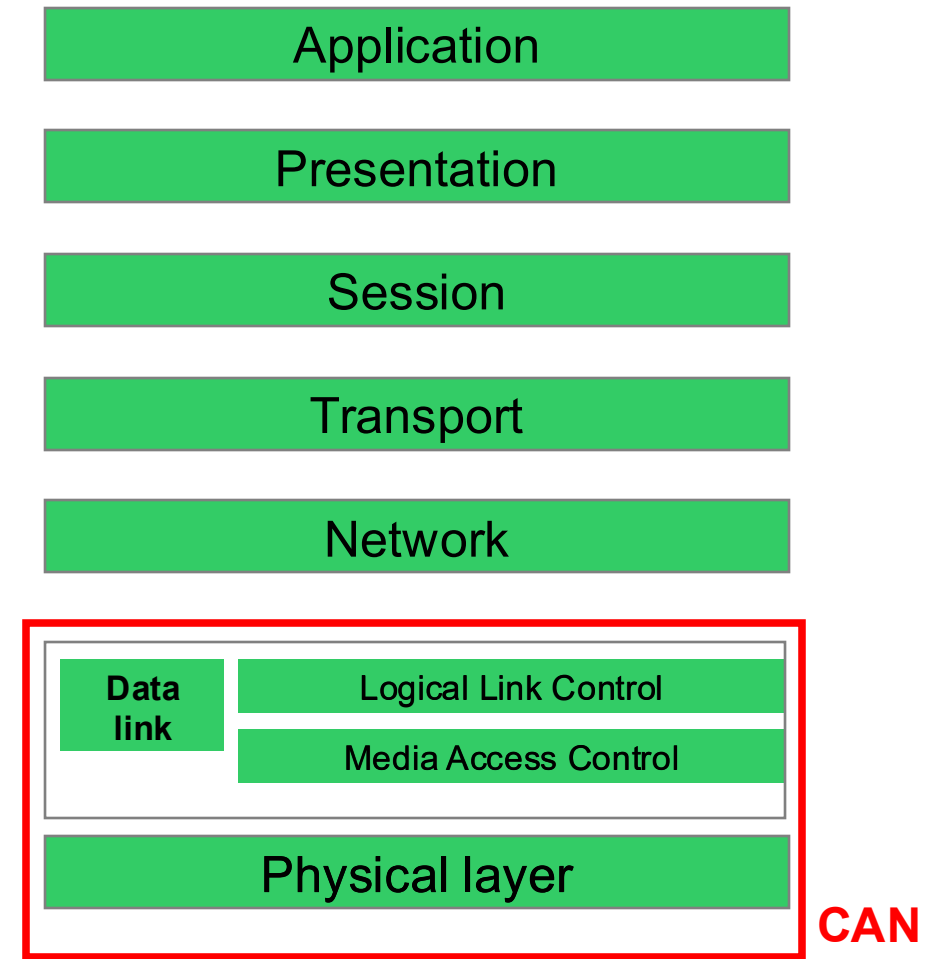 Application
Presentation
Session
Transport
Network
Data
link
Logical Link Control
Media Access Control
Physical layer
CAN